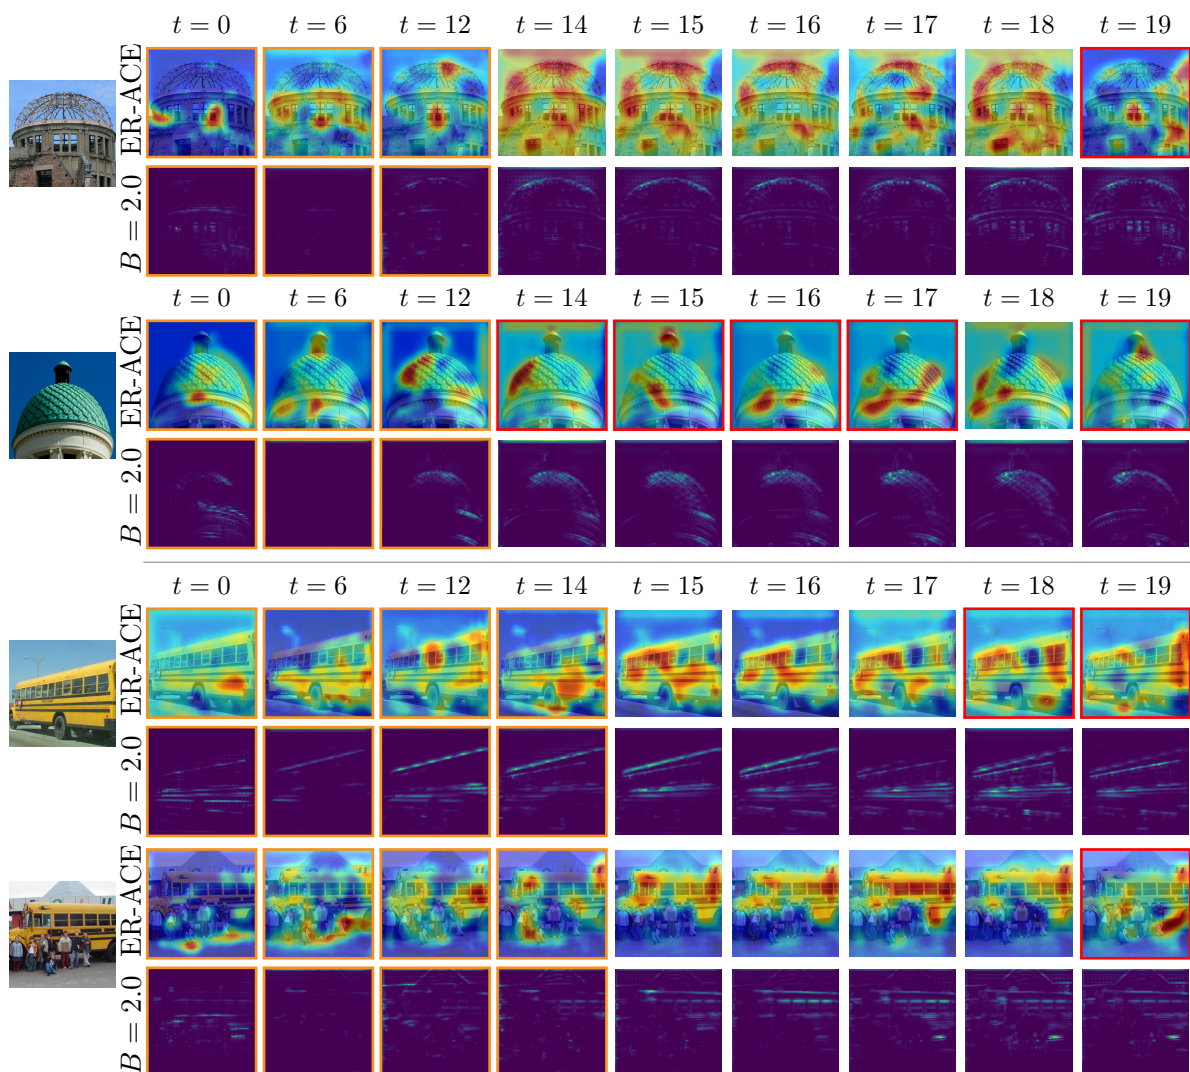 t = 0 t = 6 t = 12 t = 14 t = 15 t = 16 t = 17 t = 18 t = 19
ER-ACE
B = 2.0
t = 0 t = 6 t = 12 t = 14 t = 15 t = 16 t = 17 t = 18 t = 19
ER-ACE
B = 2.0
t = 0 t = 6 t = 12 t = 14 t = 15 t = 16 t = 17 t = 18 t = 19
ER-ACE
B = 2.0
ER-ACE
B = 2.0